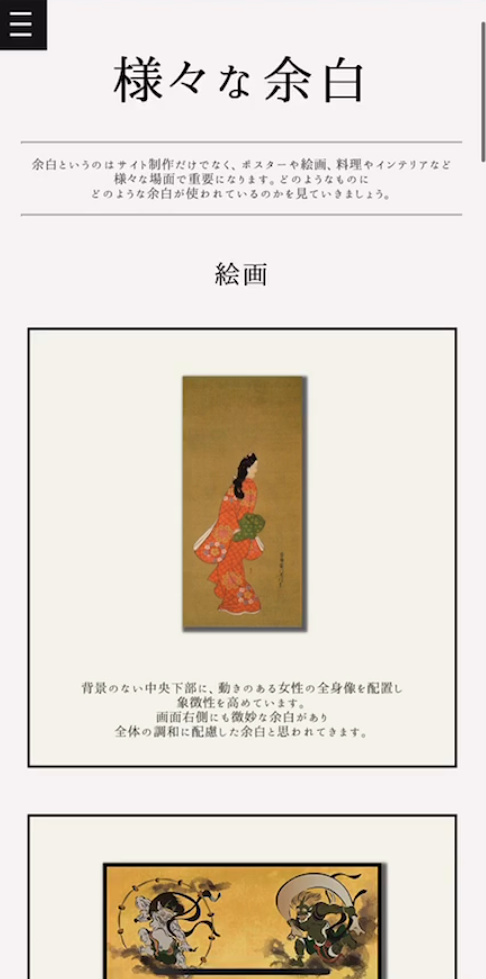 様々な余白
余白というのはサイト制作だけでなく、ポスターや絵画、料理やインテリアなど
様々な場面で重要になります。どのようなものに
どのような余白が使われているのかを見ていきましょう。
絵画
背景のない中央下部に、動きのある女性の全身像を配置し
象徴性を高めています。
画面右側にも微妙な余白があり
全体の調和に配慮した余白と思われてきます。